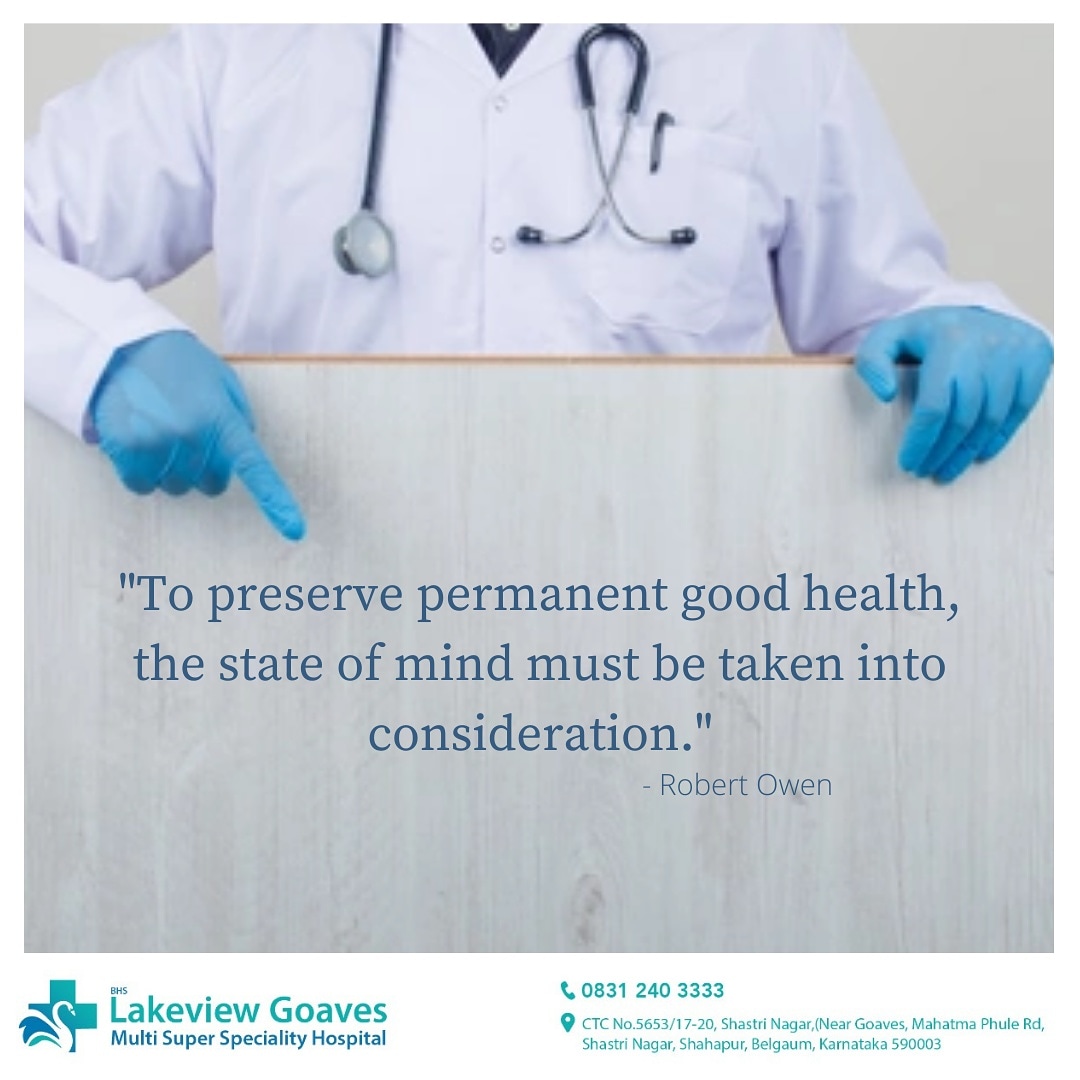 "To preserve permanent good health,
the state of mind must be taken into
consideration."
- Robert Owen
BHS
Lakeview Goaves
Multi Super Speciality Hospital
0831 240 3333
CTC No.5653/17-20, Shastri Nagar,(Near Goaves, Mahatma Phule Rd,
Shastri Nagar, Shahapur, Belgaum, Karnataka 590003